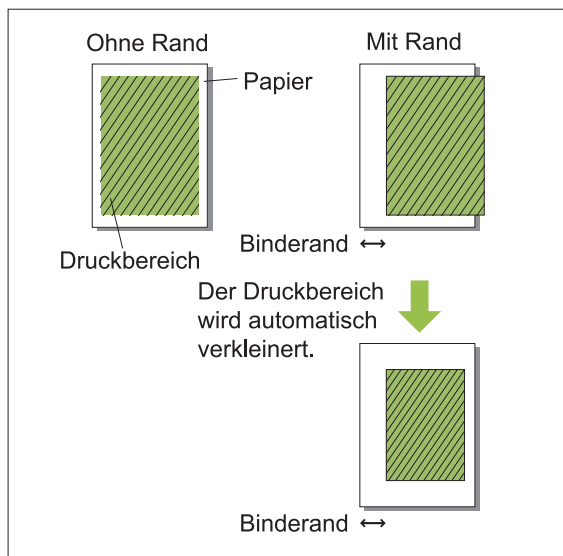 Ohne Rand
Mit Rand
Papier
Druckbereich
Binderand
Der Druckbereich
wird automatisch
verkleinert.
Binderand